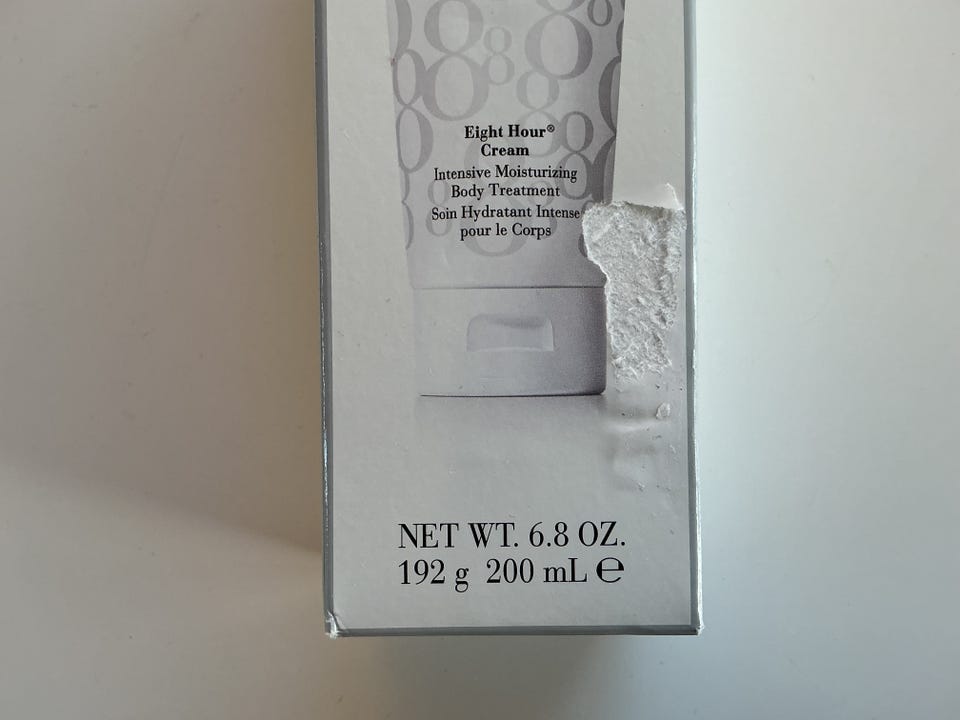 Eight Hour®
Cream
Intensive Moisturizing
Body Treatment
Soin Hydratant Intense
pour le Corps
NET WT. 6.8 OZ.
192 g 200 mL ℮